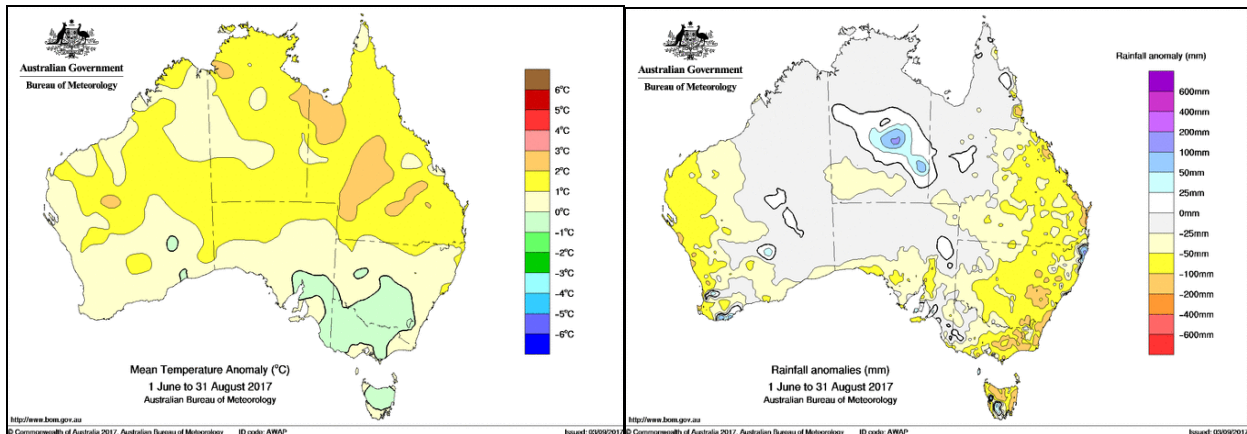 Australian Government
Bureau of Meteorology
6°C
5°C
4°C
3°C
2°C
1°C
0°C
-1°C
-2°C
-3°C
-4°C
-5°C
-6°C
Mean Temperature Anomaly (°C)
1 June to 31 August 2017
Australian Bureau of Meteorology
http://www.bom.gov.au
© Commonwealth of Australia 2017, Australian Bureau of Meteorology ID code: AWAP Issued: 03/09/2017
Australian Government
Bureau of Meteorology
Rainfall anomaly (mm)
600mm
400mm
200mm
100mm
50mm
25mm
0mm
-25mm
-50mm
-100mm
-200mm
-400mm
-600mm
Rainfall anomalies (mm)
1 June to 31 August 2017
Australian Bureau of Meteorology
http://www.bom.gov.au
© Commonwealth of Australia 2017, Australian Bureau of Meteorology ID code: AWAP Issued: 03/09/2017